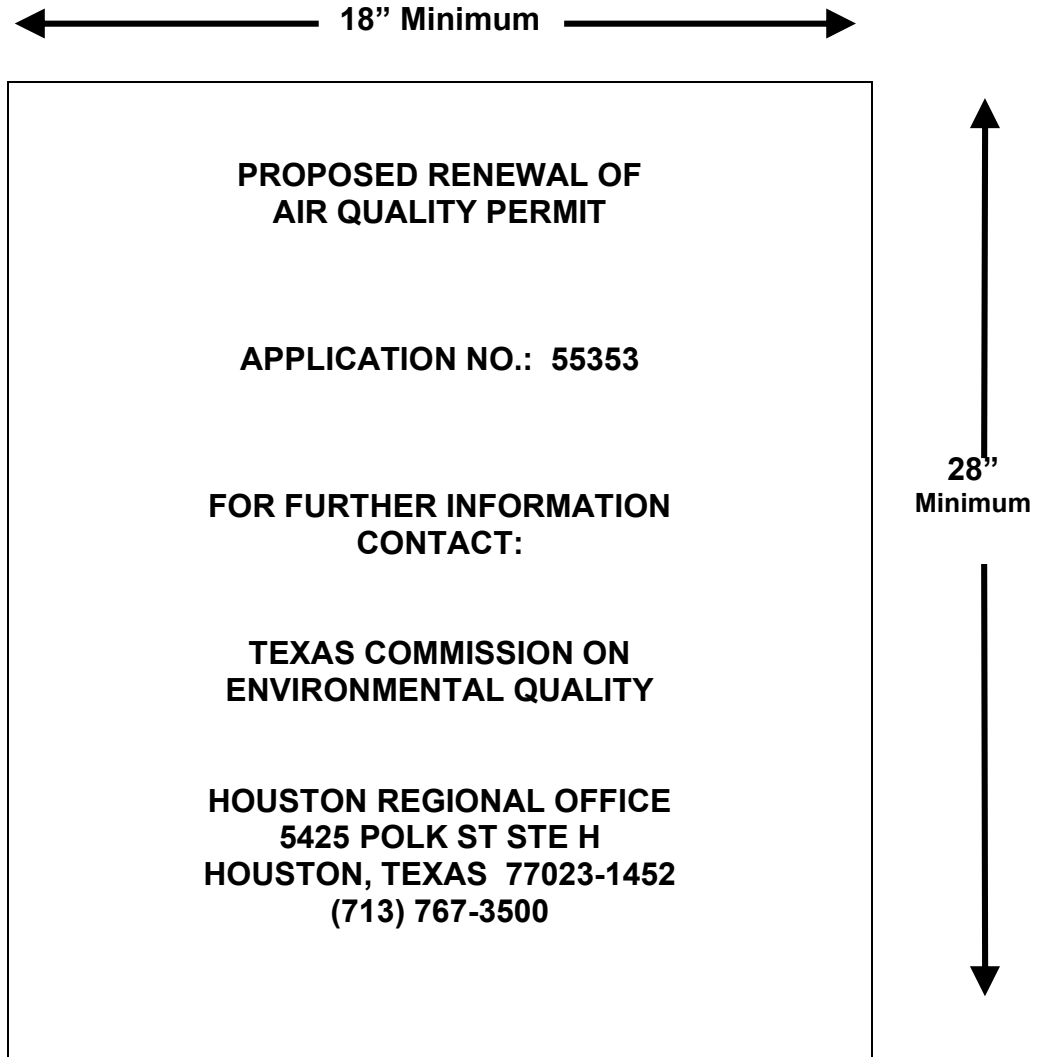 18” Minimum
PROPOSED RENEWAL OF
AIR QUALITY PERMIT
APPLICATION NO.: 55353
FOR FURTHER INFORMATION
CONTACT:
TEXAS COMMISSION ON
ENVIRONMENTAL QUALITY
HOUSTON REGIONAL OFFICE
5425 POLK ST STE H
HOUSTON, TEXAS 77023-1452
(713) 767-3500
28”
Minimum